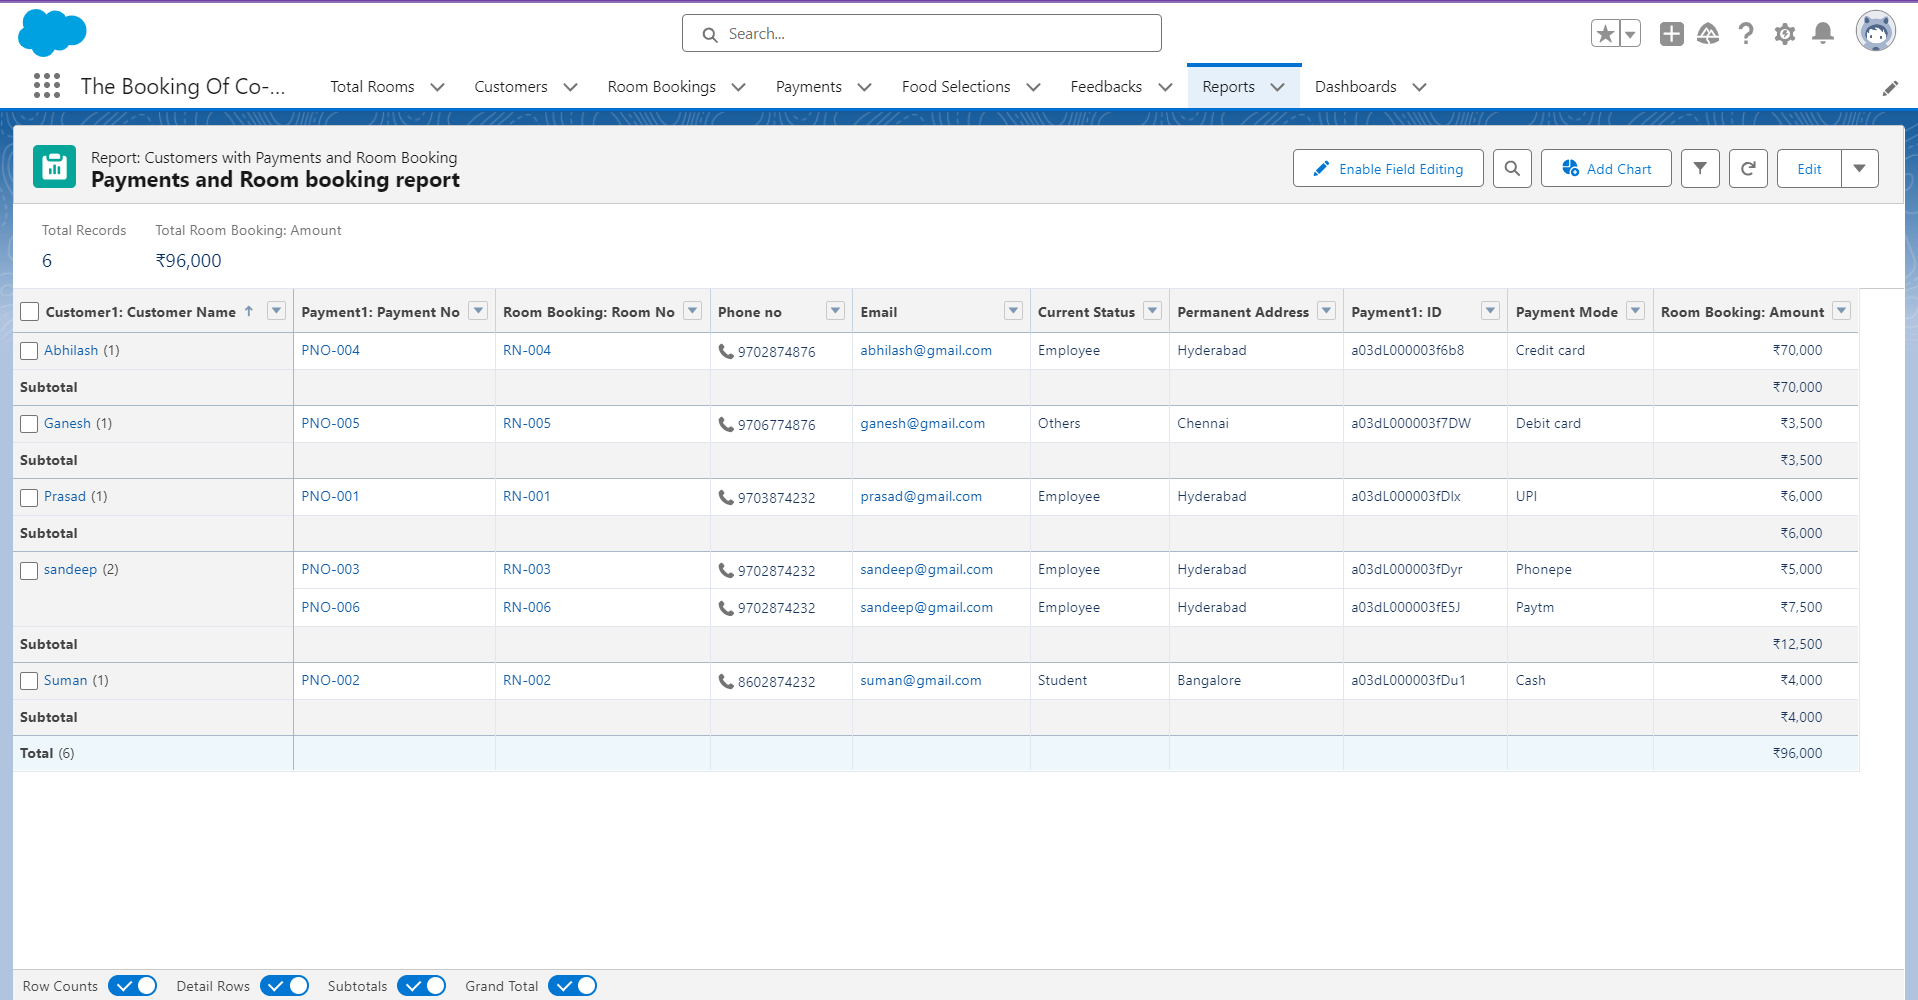 Search...
The Booking Of Co-... Total Rooms Customers Room Bookings Payments Food Selections Feedbacks Reports Dashboards
Report: Customers with Payments and Room Booking
Payments and Room booking report
Enable Field Editing Add Chart Edit
Total Records Total Room Booking: Amount
6 ₹96,000
Customer1: Customer Name ↑ Payment1: Payment No Room Booking: Room No Phone no Email Current Status Permanent Address Payment1: ID Payment Mode Room Booking: Amount
Abhilash (1) PNO-004 RN-004 9702874876 abhilash@gmail.com Employee Hyderabad a03dL000003f6b8 Credit card ₹70,000
Subtotal ₹70,000
Ganesh (1) PNO-005 RN-005 9706774876 ganesh@gmail.com Others Chennai a03dL000003f7DW Debit card ₹3,500
Subtotal ₹3,500
Prasad (1) PNO-001 RN-001 9703874232 prasad@gmail.com Employee Hyderabad a03dL000003fDlx UPI ₹6,000
Subtotal ₹6,000
sandeep (2) PNO-003 RN-003 9702874232 sandeep@gmail.com Employee Hyderabad a03dL000003fDyr Phonepe ₹5,000
PNO-006 RN-006 9702874232 sandeep@gmail.com Employee Hyderabad a03dL000003fE5J Paytm ₹7,500
Subtotal ₹12,500
Suman (1) PNO-002 RN-002 8602874232 suman@gmail.com Student Bangalore a03dL000003fDu1 Cash ₹4,000
Subtotal ₹4,000
Total (6) ₹96,000
Row Counts Detail Rows Subtotals Grand Total